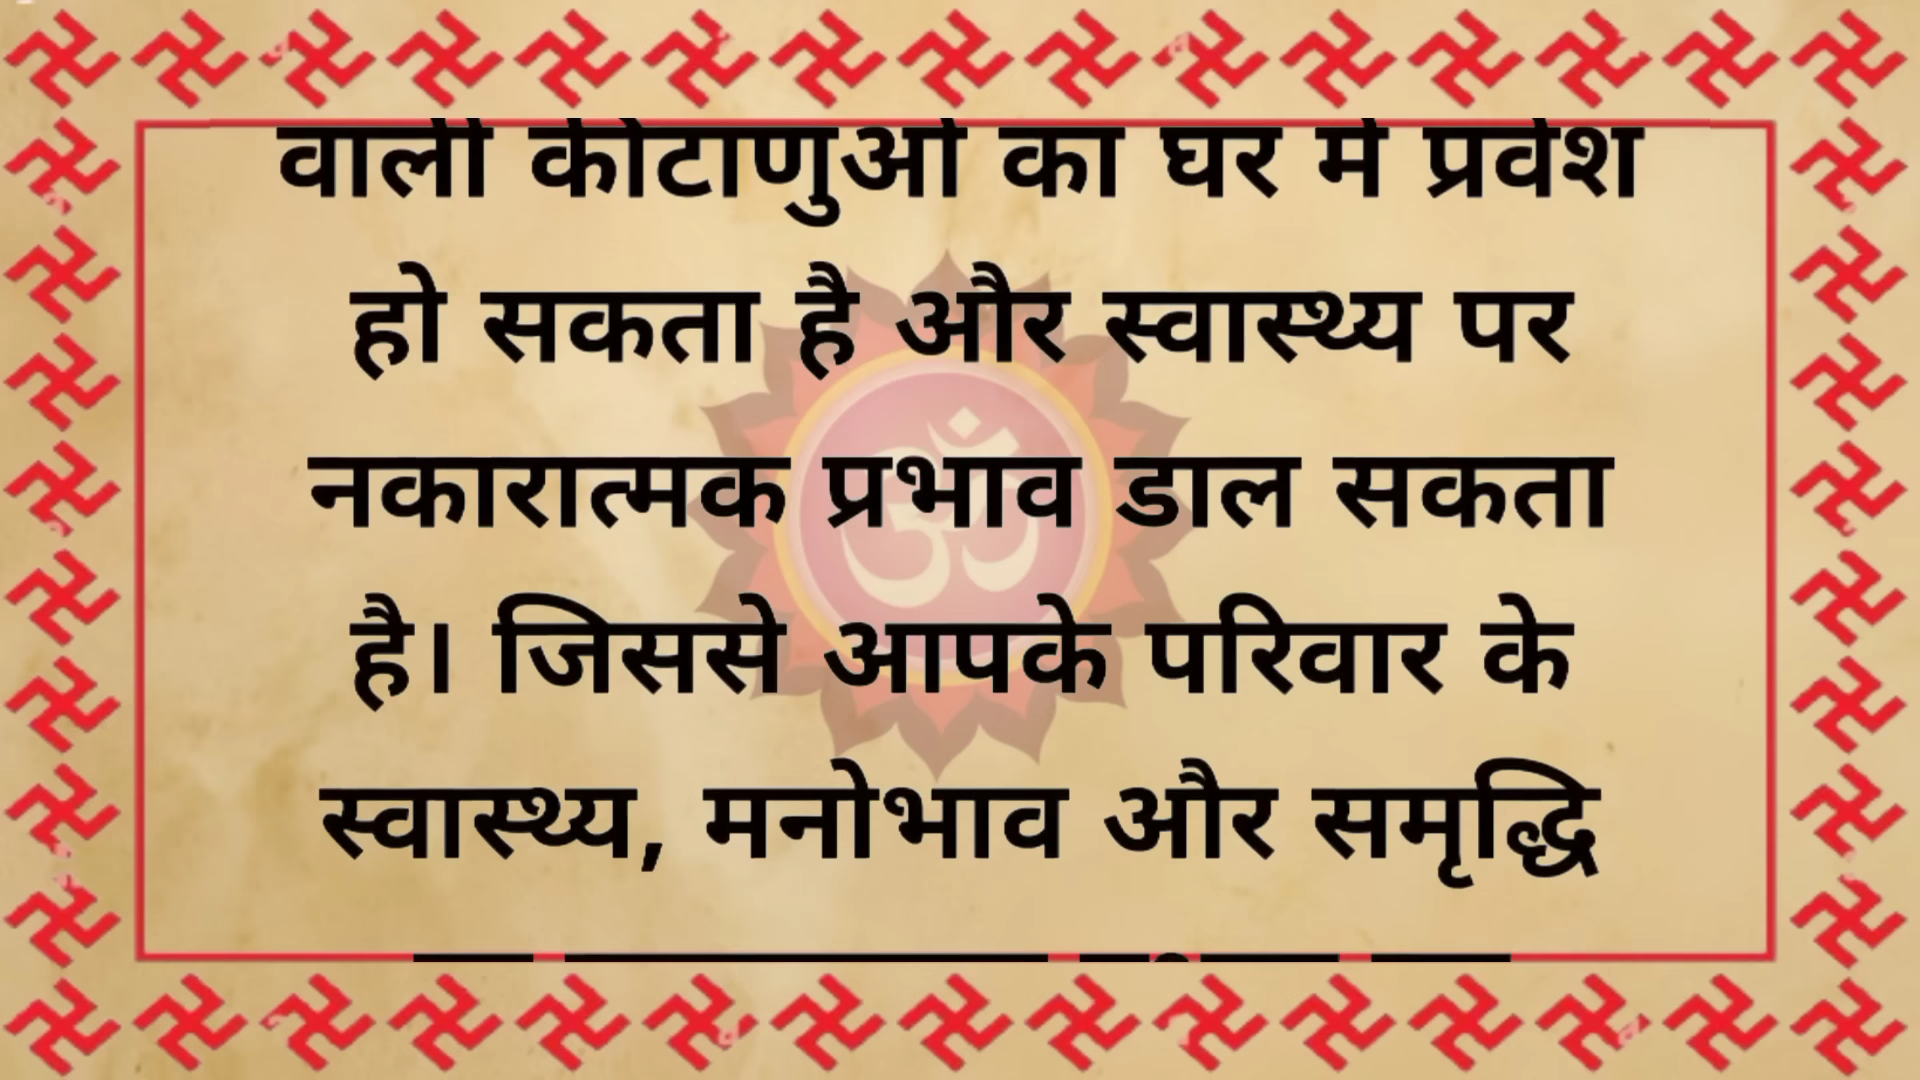 वाली कीटाणुओं का घर में प्रवेश
हो सकता है और स्वास्थ्य पर
नकारात्मक प्रभाव डाल सकता
है। जिससे आपके परिवार के
स्वास्थ्य, मनोभाव और समृद्धि